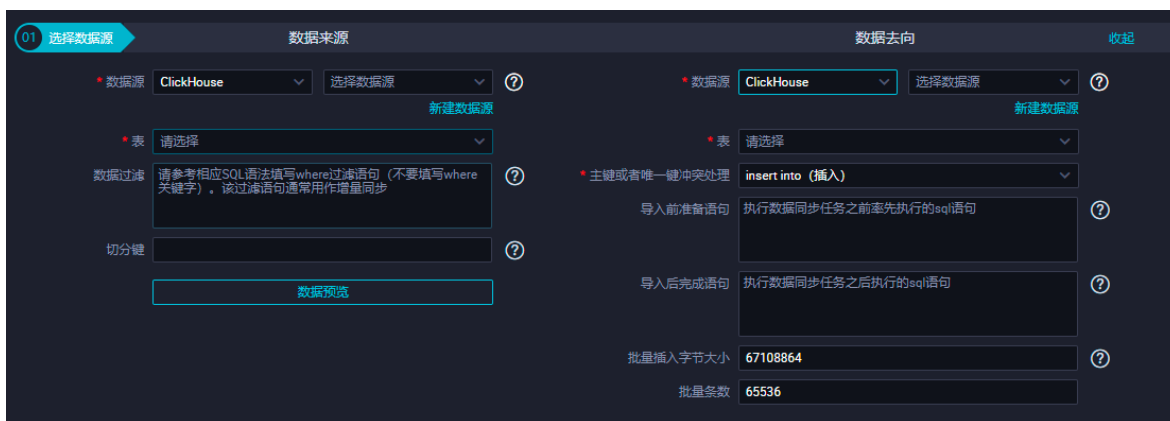 01 选择数据源 数据来源 数据去向 收起
*数据源 ClickHouse 选择数据源 ?
新建数据源
*表 请选择
数据过滤 请参考相应SQL语法填写where过滤语句（不要填写where
关键字）。该过滤语句通常用作增量同步 ?
切分键 ?
数据预览
*数据源 ClickHouse 选择数据源 ?
新建数据源
*表 请选择
*主键或者唯一键冲突处理 insert into（插入）
导入前准备语句 执行数据同步任务之前率先执行的sql语句 ?
导入后完成语句 执行数据同步任务之后执行的sql语句 ?
批量插入字节大小 67108864 ?
批量条数 65536